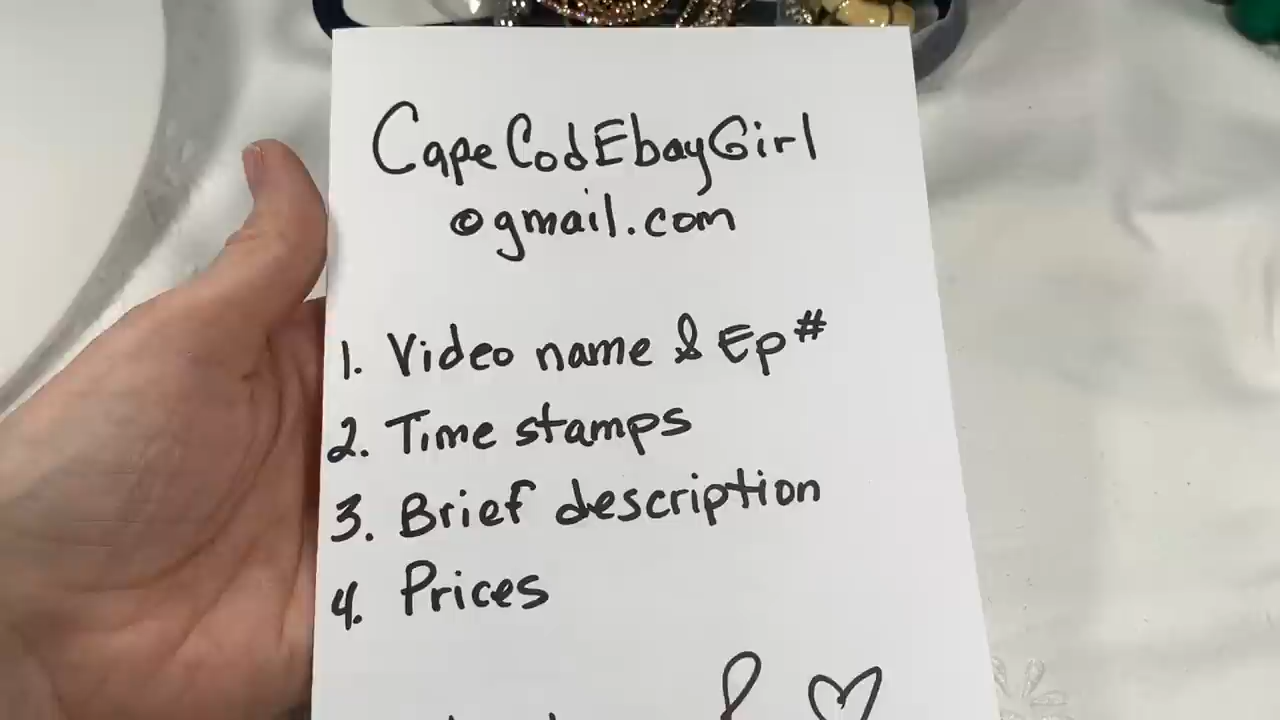 CapeCodEbayGirl
@gmail.com
1. Video name & Ep#
2. Time stamps
3. Brief description
4. Prices